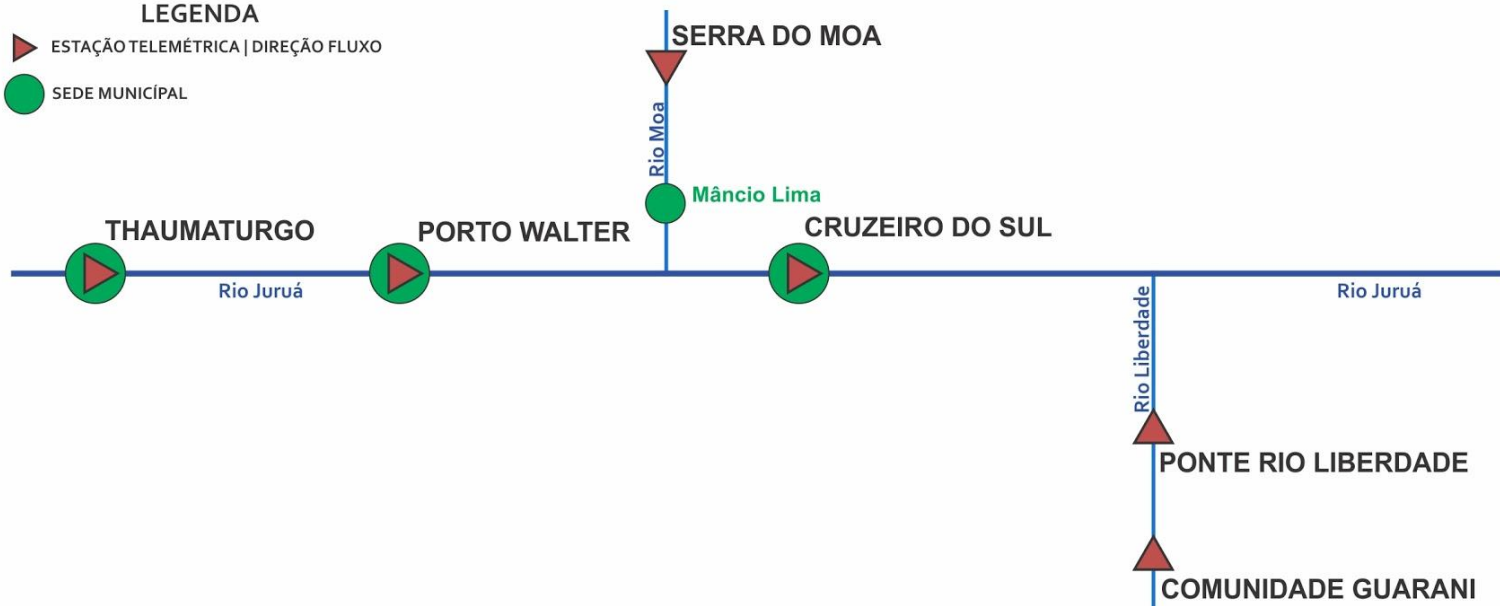 LEGENDA
ESTAÇÃO TELEMÉTRICA | DIREÇÃO FLUXO
SEDE MUNICÍPAL
SERRA DO MOA
Rio Moa
Mâncio Lima
THAUMATURGO
PORTO WALTER
CRUZEIRO DO SUL
Rio Juruá
Rio Juruá
Rio Liberdade
PONTE RIO LIBERDADE
COMUNIDADE GUARANI